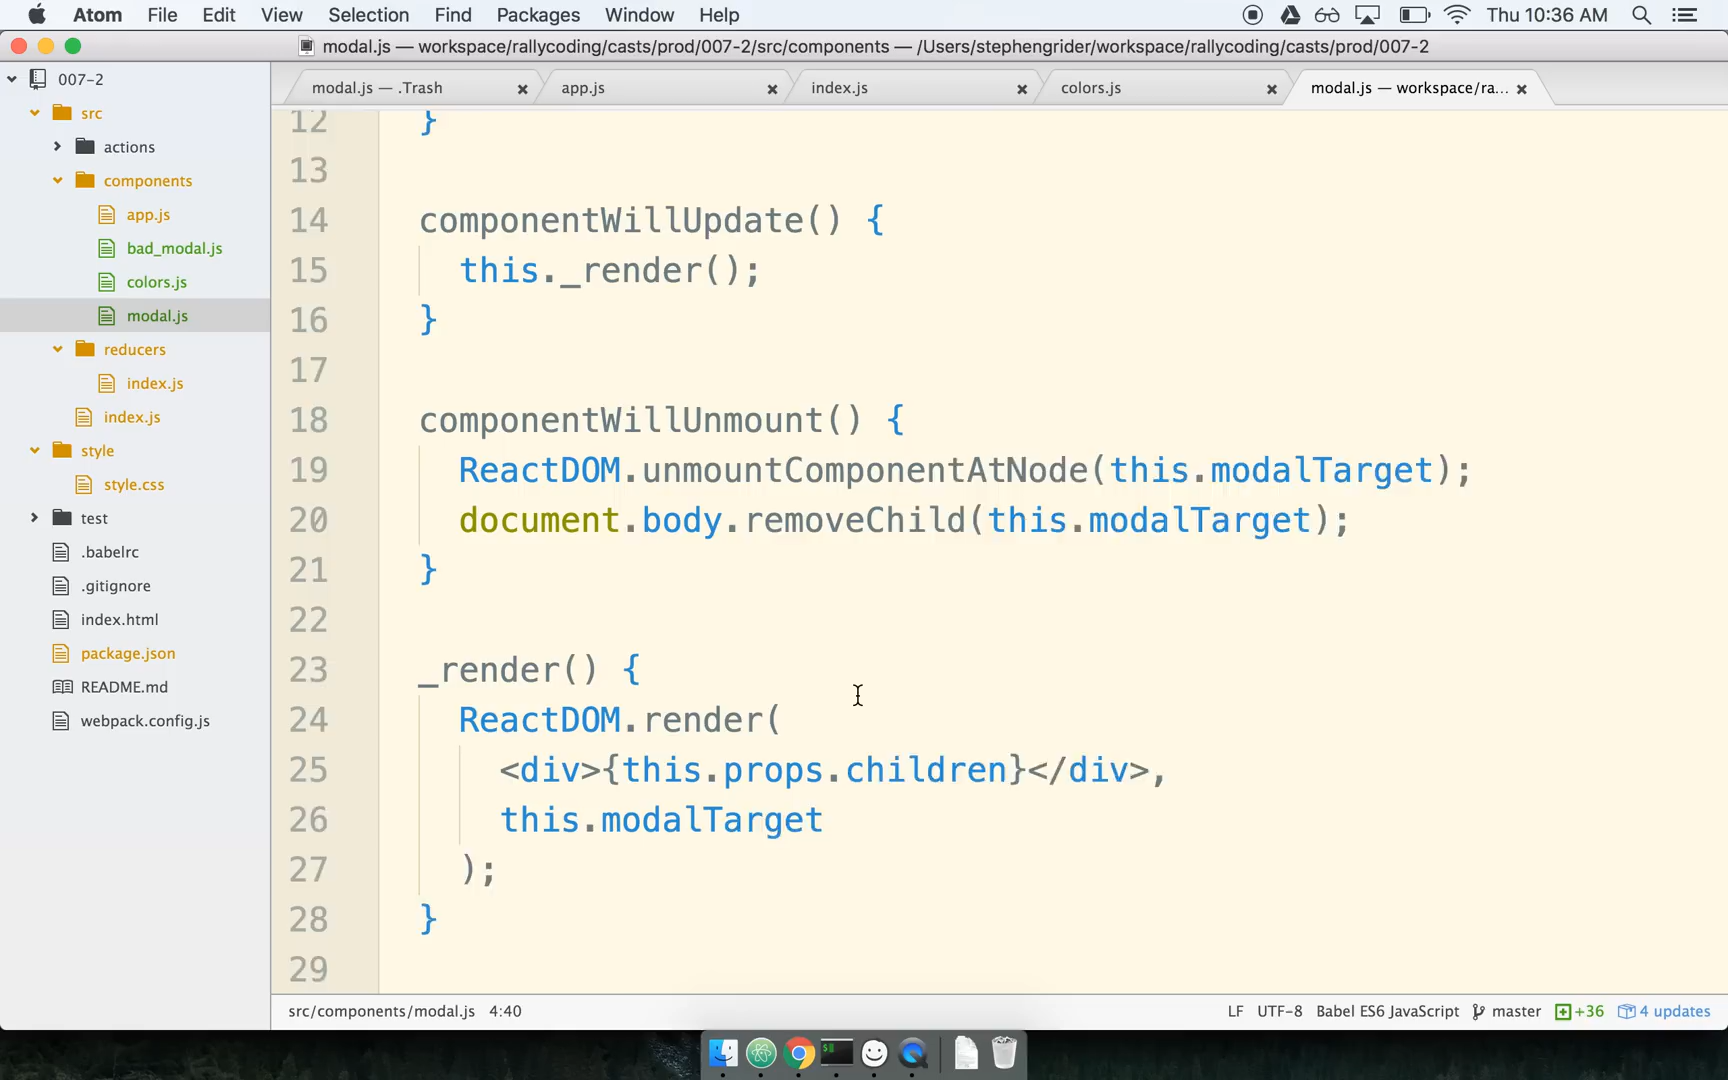 Atom File Edit View Selection Find Packages Window Help Thu 10:36 AM
modal.js — workspace/rallycoding/casts/prod/007-2/src/components — /Users/stephengrider/workspace/rallycoding/casts/prod/007-2
007-2
src
actions
components
app.js
bad_modal.js
colors.js
modal.js
reducers
index.js
index.js
style
style.css
test
.babelrc
.gitignore
index.html
package.json
README.md
webpack.config.js
modal.js — .Trash app.js index.js colors.js modal.js — workspace/ra...
12 }
13
14 componentWillUpdate() {
15 this._render();
16 }
17
18 componentWillUnmount() {
19 ReactDOM.unmountComponentAtNode(this.modalTarget);
20 document.body.removeChild(this.modalTarget);
21 }
22
23 _render() {
24 ReactDOM.render(
25 <div>{this.props.children}</div>,
26 this.modalTarget
27 );
28 }
29
src/components/modal.js 4:40 LF UTF-8 Babel ES6 JavaScript master +36 4 updates